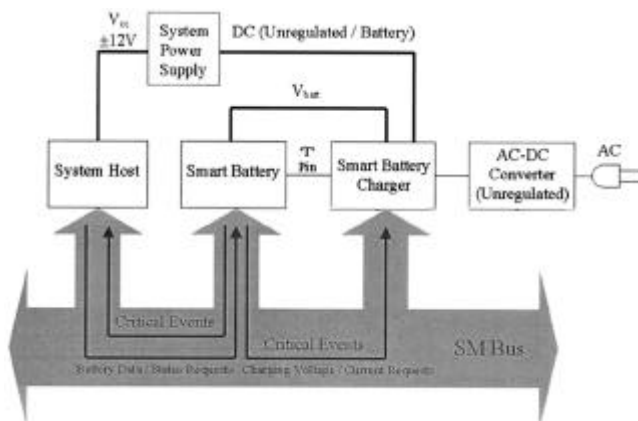 V
±12V
System
Power
Supply
DC (Unregulated / Battery)
Vbatt
System Host
Smart Battery
'T'
Pin
Smart Battery
Charger
AC-DC
Converter
(Unregulated)
AC
Critical Events
Critical Events
SM Bus
Battery Data / Status Requests
Charging Voltage / Current Requests